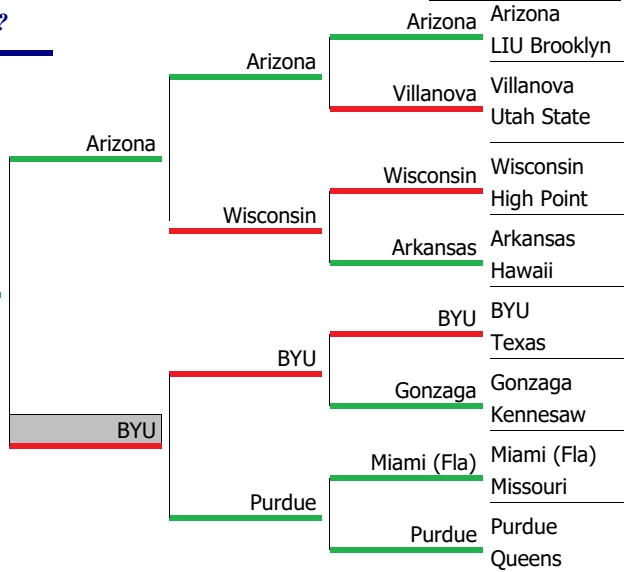 ?
Arizona
Arizona
LIU Brooklyn
Arizona
Villanova
Villanova
Utah State
Arizona
Wisconsin
Wisconsin
High Point
Wisconsin
Arkansas
Arkansas
Hawaii
BYU
BYU
Texas
BYU
Gonzaga
Gonzaga
Kennesaw
BYU
Miami (Fla)
Miami (Fla)
Missouri
Purdue
Purdue
Purdue
Queens